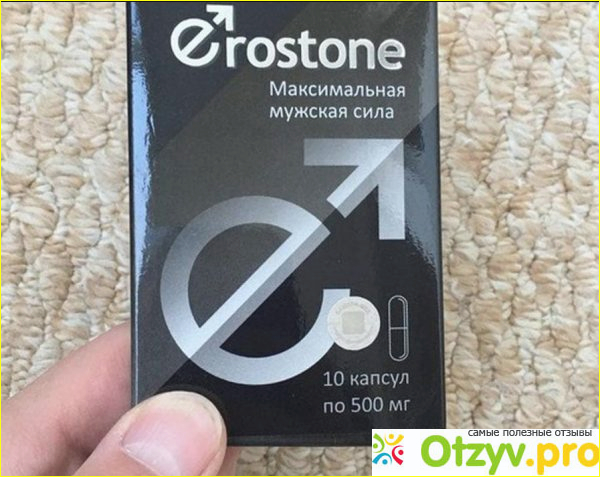 erostone
Максимальная
мужская сила
10 капсул
по 500 мг
самые полезные отзывы
Otzyv.pro